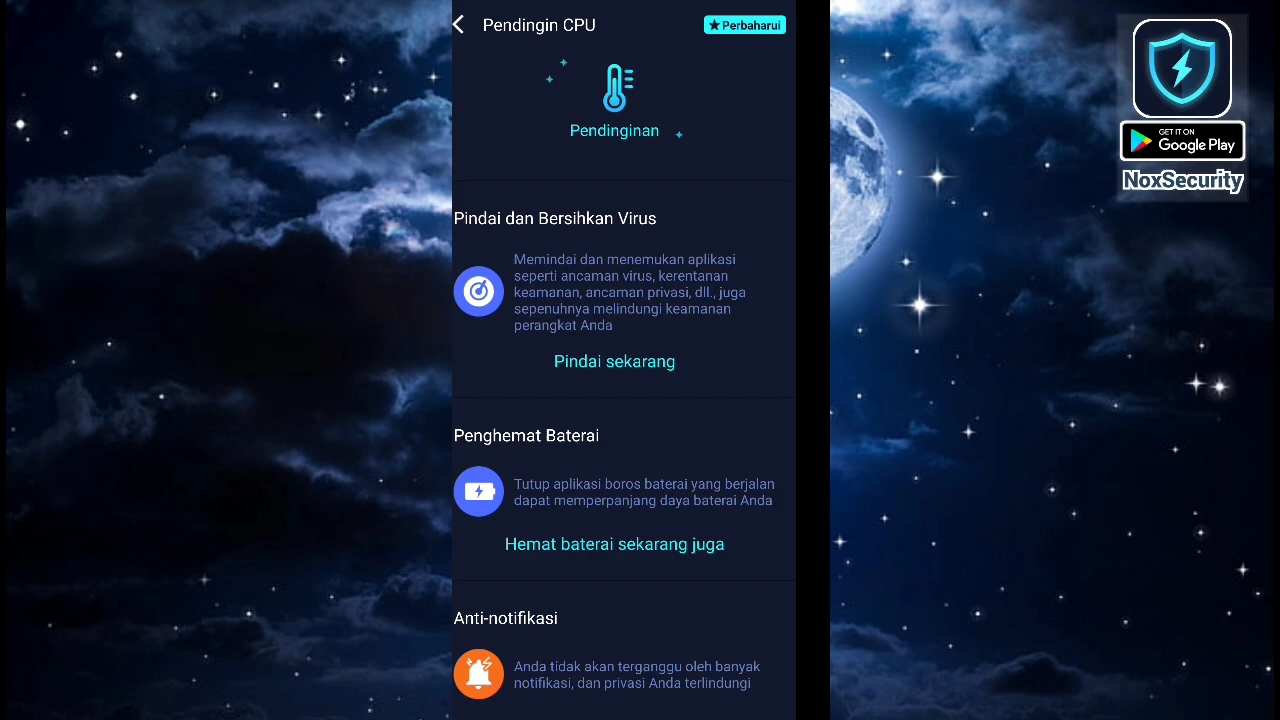 Pendingin CPU
Perbaharui
Pendinginan
Pindai dan Bersihkan Virus
Memindai dan menemukan aplikasi
seperti ancaman virus, kerentanan
keamanan, ancaman privasi, dll., juga
sepenuhnya melindungi keamanan
perangkat Anda
Pindai sekarang
Penghemat Baterai
Tutup aplikasi boros baterai yang berjalan
dapat memperpanjang daya baterai Anda
Hemat baterai sekarang juga
Anti-notifikasi
Anda tidak akan terganggu oleh banyak
notifikasi, dan privasi Anda terlindungi
GET IT ON
Google Play
NoxSecurity